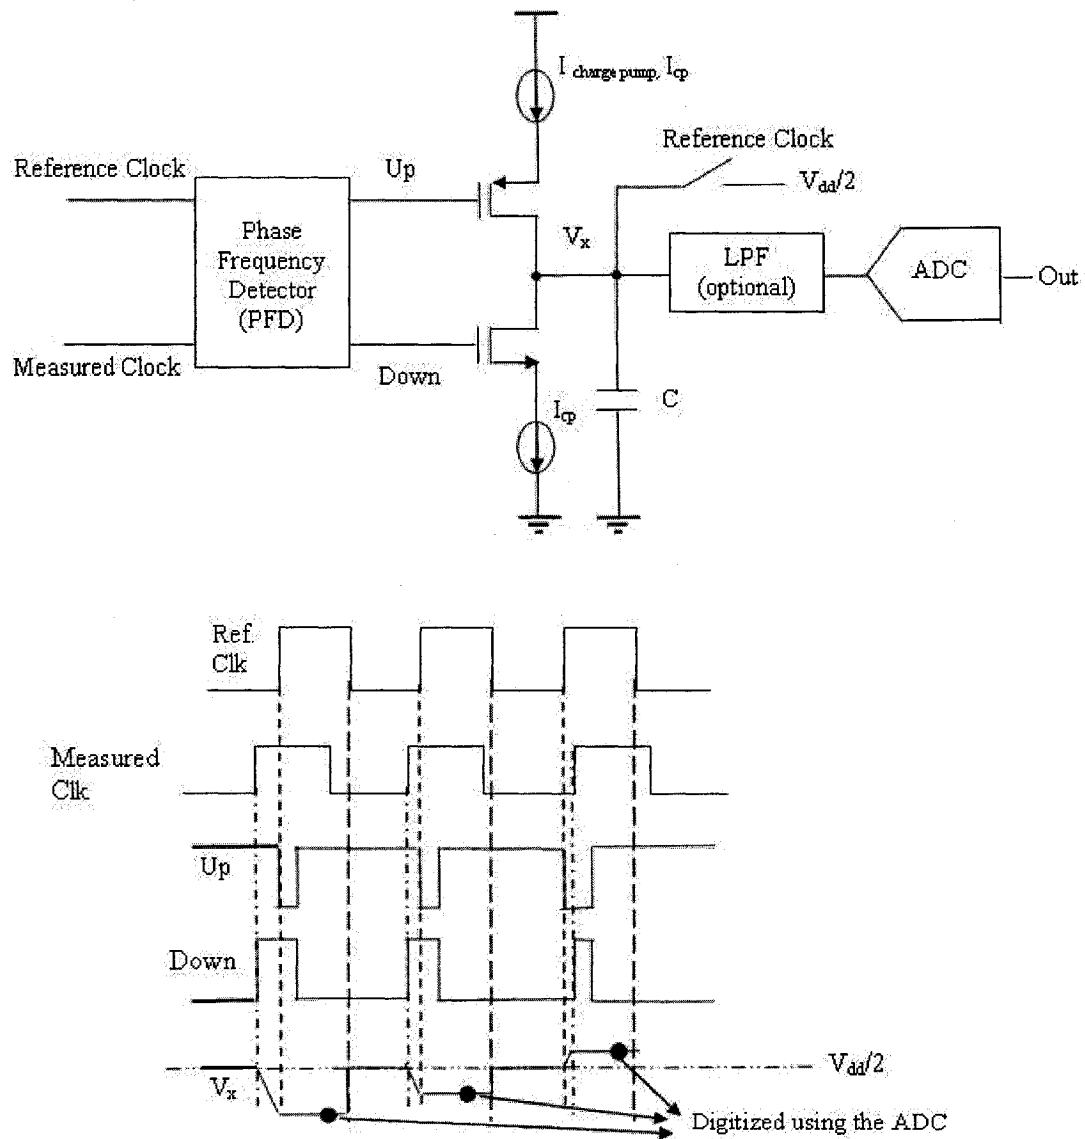 I charge pump, Icp
Reference Clock
Reference Clock
Up
Vdd/2
Phase
Frequency
Detector
(PFD)
Vx
LPF
(optional)
ADC
Out
Measured Clock
Down
C
Icp
Ref.
Clk
Measured
Clk
Up
Down
Vdd/2
Vx
Digitized using the ADC